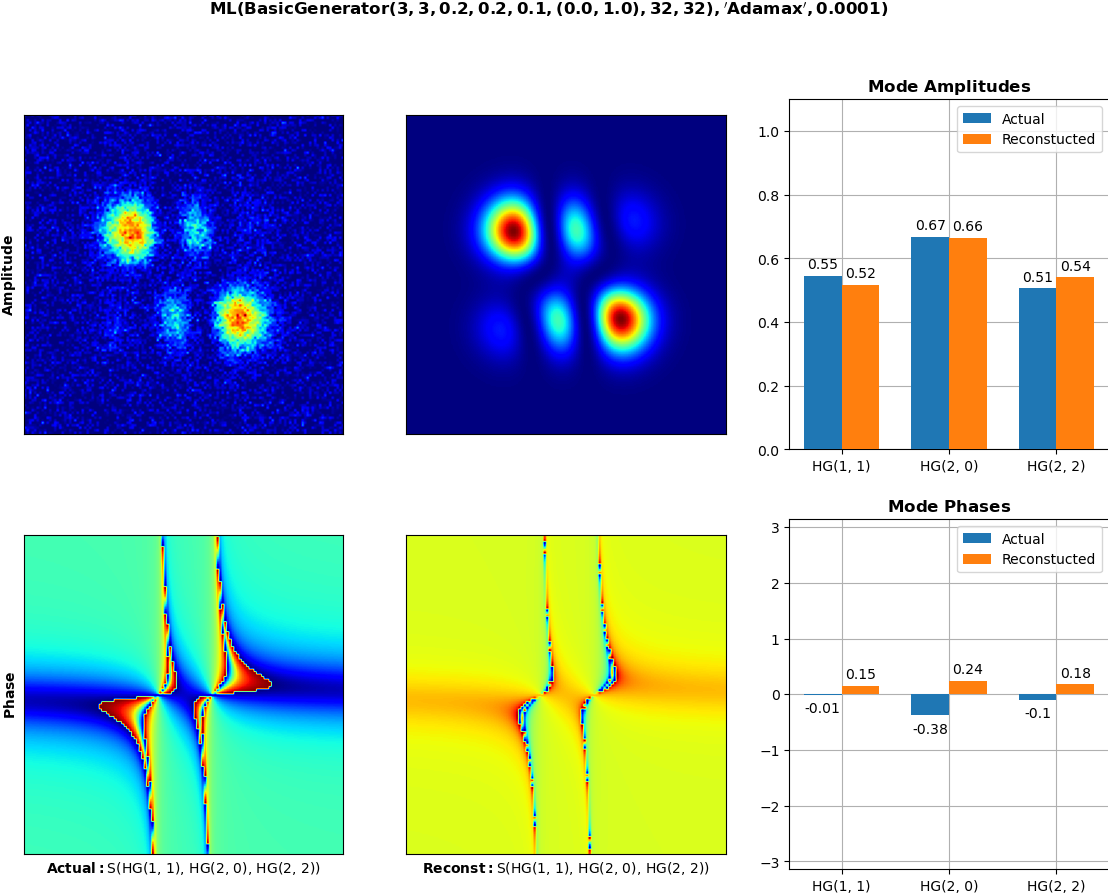 ML(BasicGenerator(3, 3, 0.2, 0.2, 0.1, (0.0, 1.0), 32, 32), ′Adamax′, 0.0001)
Amplitude
Mode Amplitudes
Actual
Reconstucted
1.0
0.8
0.6
0.4
0.2
0.0
0.55
0.52
0.67
0.66
0.51
0.54
HG(1, 1)
HG(2, 0)
HG(2, 2)
Phase
Actual: S(HG(1, 1), HG(2, 0), HG(2, 2))
Reconst: S(HG(1, 1), HG(2, 0), HG(2, 2))
Mode Phases
Actual
Reconstucted
3
2
1
0
−1
−2
−3
-0.01
0.15
-0.38
0.24
-0.1
0.18
HG(1, 1)
HG(2, 0)
HG(2, 2)